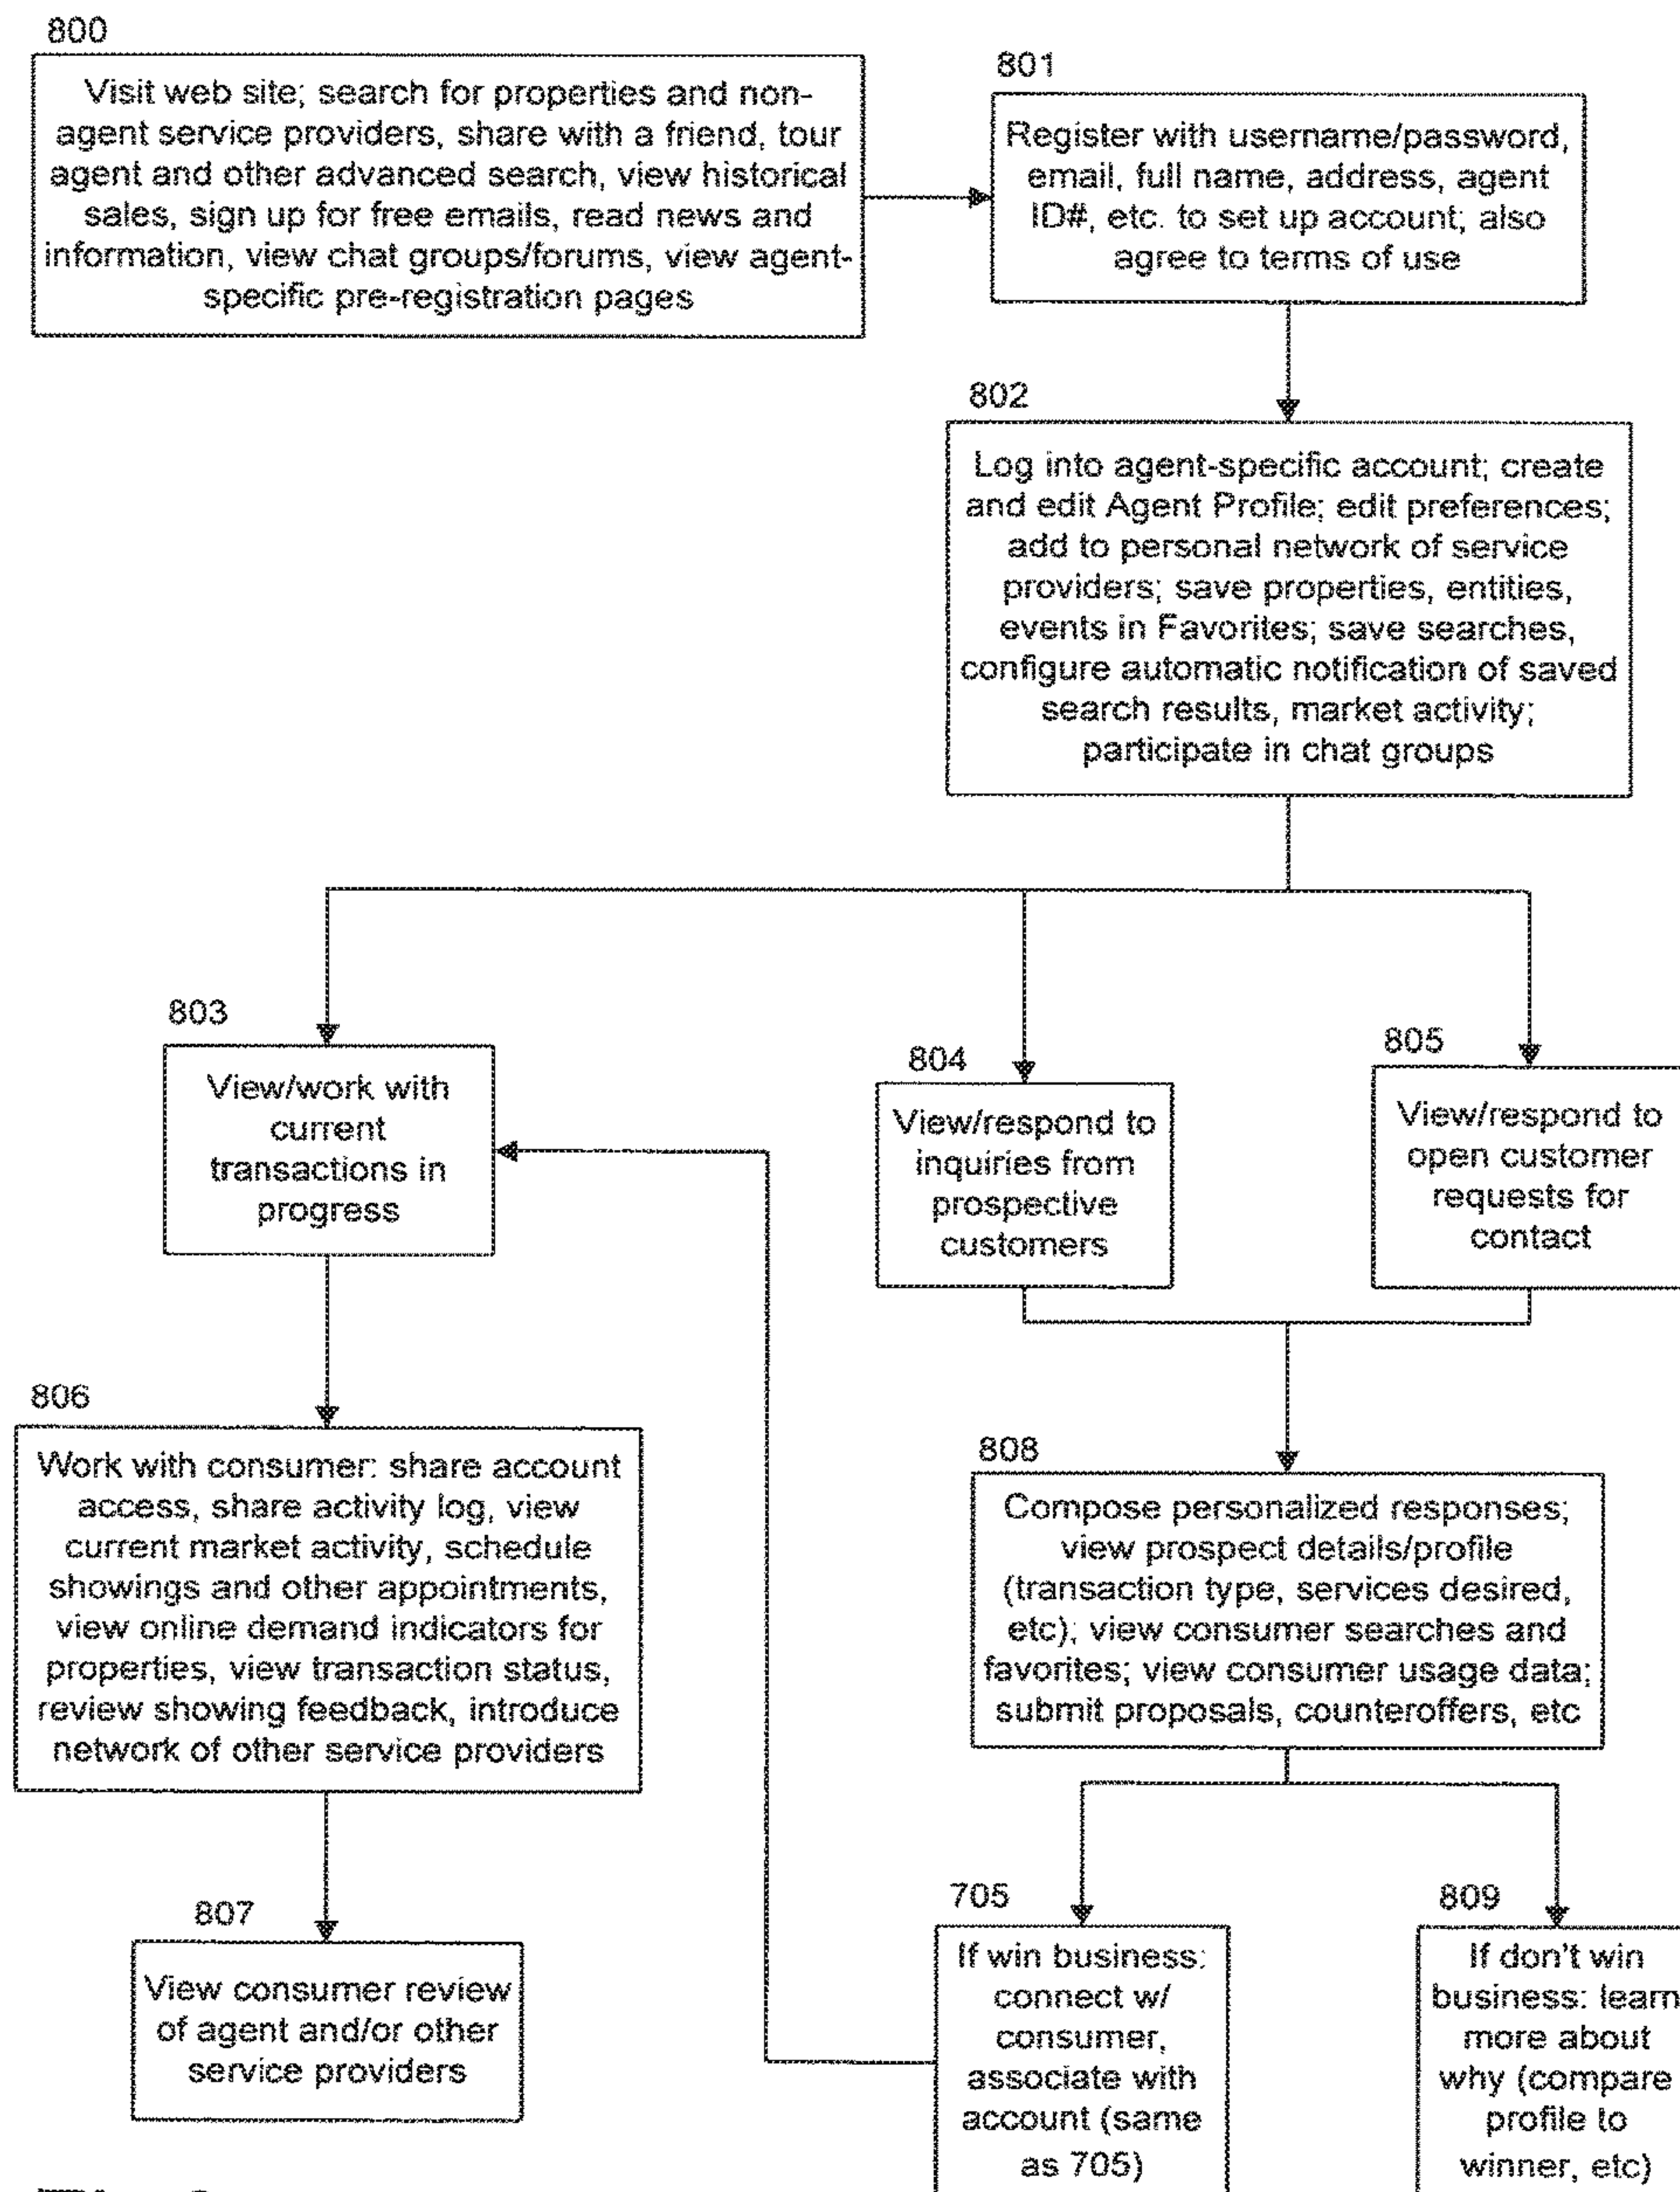 800
Visit web site; search for properties and non-
agent service providers, share with a friend, tour
agent and other advanced search, view historical
sales, sign up for free emails, read news and
information, view chat groups/forums, view agent-
specific pre-registration pages
801
Register with username/password,
email, full name, address, agent
ID#, etc. to set up account; also
agree to terms of use
802
Log into agent-specific account; create
and edit Agent Profile; edit preferences;
add to personal network of service
providers; save properties, entities,
events in Favorites; save searches,
configure automatic notification of saved
search results, market activity;
participate in chat groups
803
View/work with
current
transactions in
progress
804
View/respond to
inquiries from
prospective
customers
805
View/respond to
open customer
requests for
contact
806
Work with consumer: share account
access, share activity log, view
current market activity, schedule
showings and other appointments,
view online demand indicators for
properties, view transaction status,
review showing feedback, introduce
network of other service providers
808
Compose personalized responses;
view prospect details/profile
(transaction type, services desired,
etc); view consumer searches and
favorites; view consumer usage data;
submit proposals, counteroffers, etc
807
View consumer review
of agent and/or other
service providers
705
If win business:
connect w/
consumer,
associate with
account (same
as 705)
809
If don't win
business: learn
more about
why (compare
profile to
winner, etc)